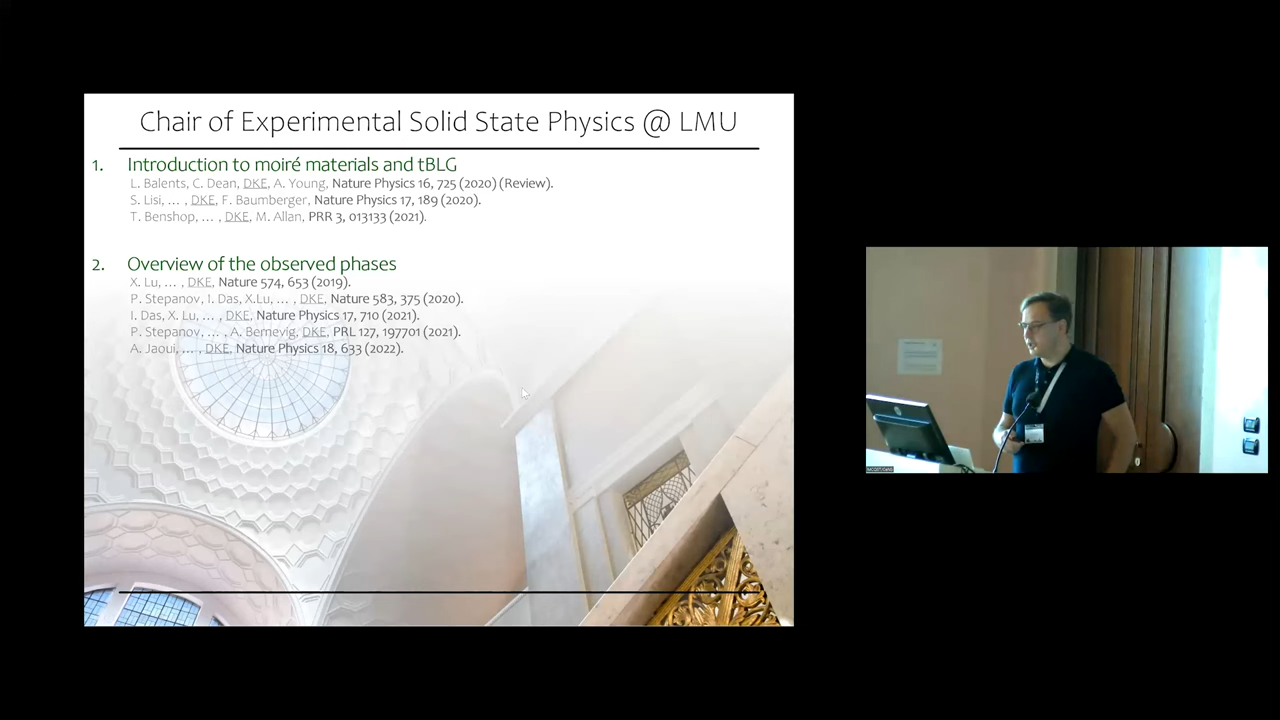 Chair of Experimental Solid State Physics @ LMU
1. Introduction to moiré materials and tBLG
L. Balents, C. Dean, DKE, A. Young, Nature Physics 16, 725 (2020) (Review).
S. Lisi, ... , DKE, F. Baumberger, Nature Physics 17, 189 (2020).
T. Benshop, ... , DKE, M. Allan, PRR 3, 013133 (2021).
2. Overview of the observed phases
X. Lu, ... , DKE, Nature 574, 653 (2019).
P. Stepanov, I. Das, X.Lu, ... , DKE, Nature 583, 375 (2020).
I. Das, X. Lu, ... , DKE, Nature Physics 17, 710 (2021).
P. Stepanov, ... , A. Bernevig, DKE, PRL 127, 197701 (2021).
A. Jaoui, ... , DKE, Nature Physics 18, 633 (2022).